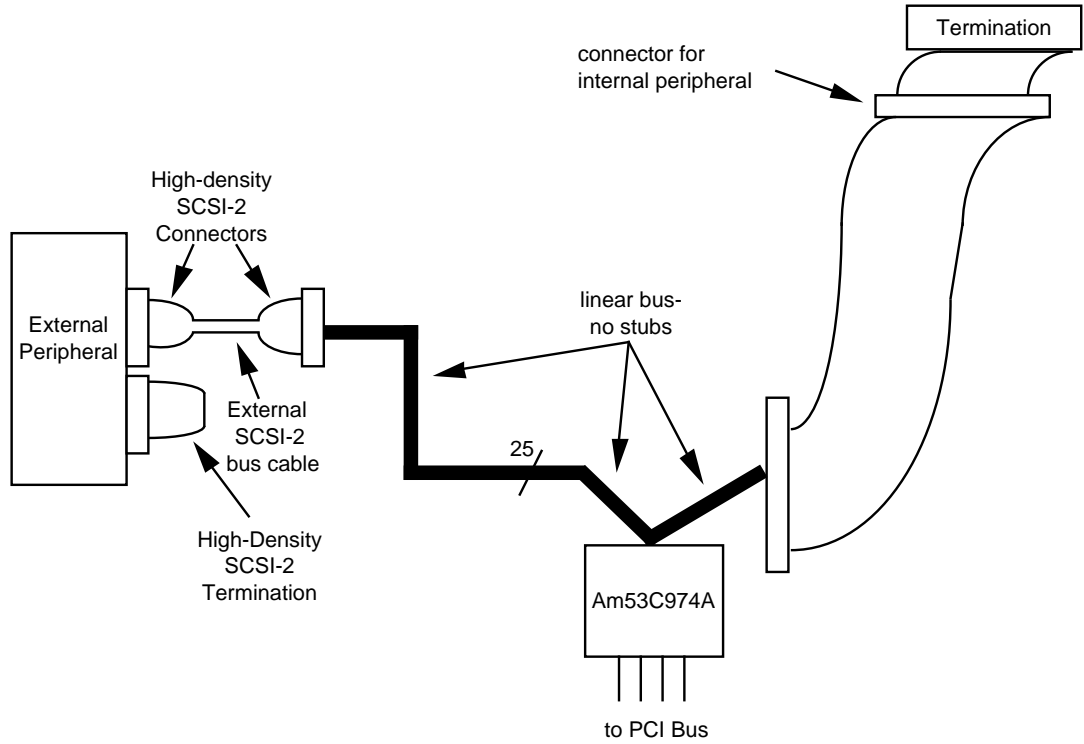 Termination
connector for
internal peripheral
High-density
SCSI-2
Connectors
External
Peripheral
linear bus-
no stubs
External
SCSI-2
bus cable
25
High-Density
SCSI-2
Termination
Am53C974A
to PCI Bus